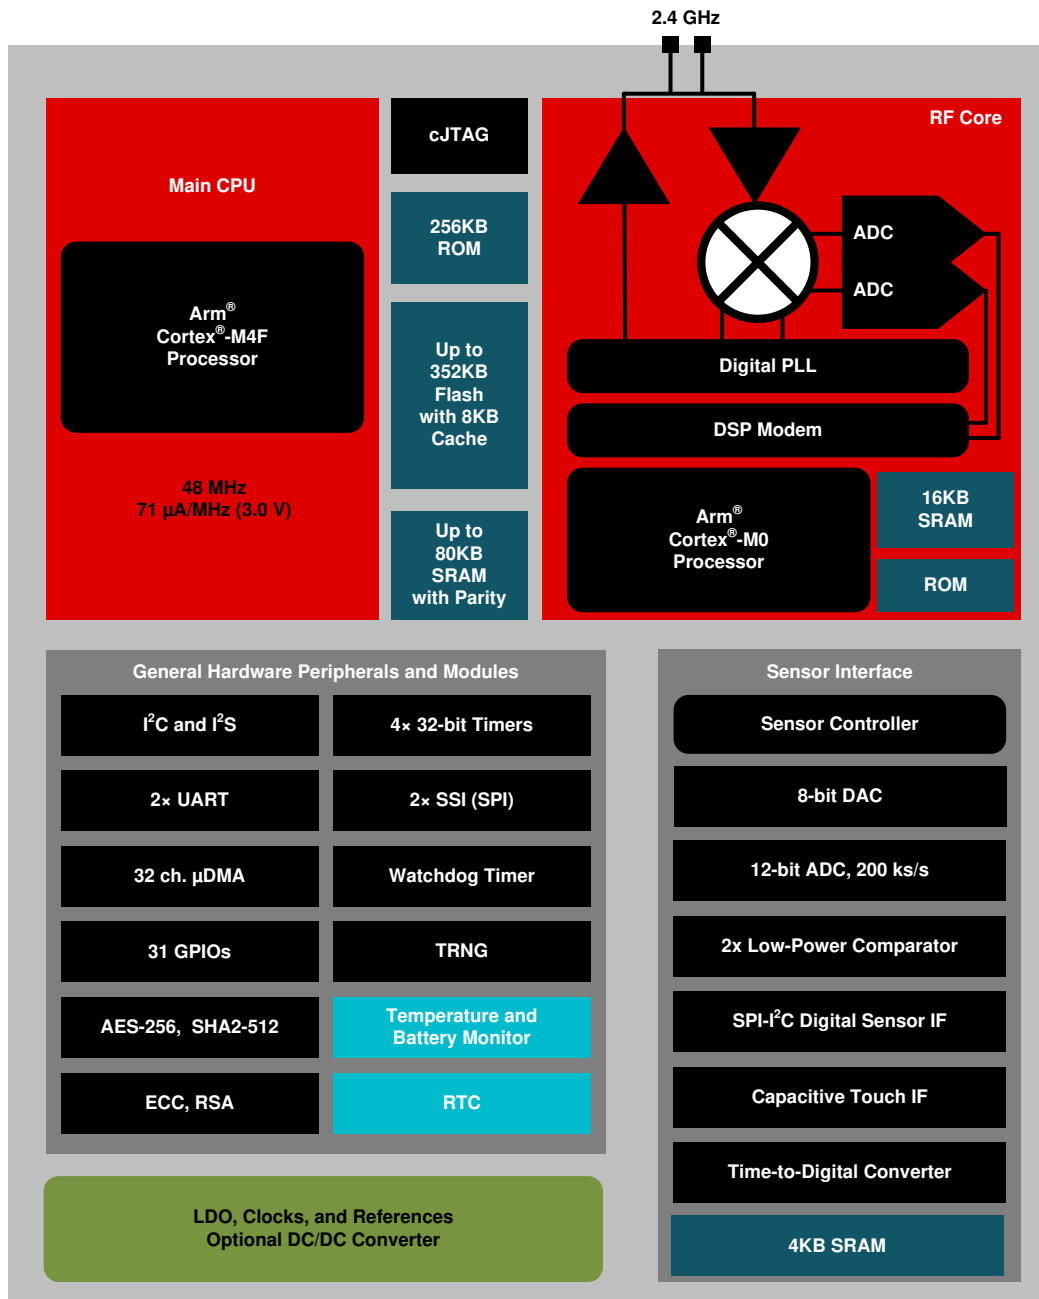 2.4 GHz
Main CPU
Arm®
Cortex®-M4F
Processor
48 MHz
71 µA/MHz (3.0 V)
cJTAG
256KB
ROM
Up to
352KB
Flash
with 8KB
Cache
Up to
80KB
SRAM
with Parity
RF Core
ADC
ADC
Digital PLL
DSP Modem
Arm®
Cortex®-M0
Processor
16KB
SRAM
ROM
General Hardware Peripherals and Modules
I²C and I²S
4× 32-bit Timers
2× UART
2× SSI (SPI)
32 ch. µDMA
Watchdog Timer
31 GPIOs
TRNG
AES-256, SHA2-512
Temperature and
Battery Monitor
ECC, RSA
RTC
LDO, Clocks, and References
Optional DC/DC Converter
Sensor Interface
Sensor Controller
8-bit DAC
12-bit ADC, 200 ks/s
2x Low-Power Comparator
SPI-I²C Digital Sensor IF
Capacitive Touch IF
Time-to-Digital Converter
4KB SRAM